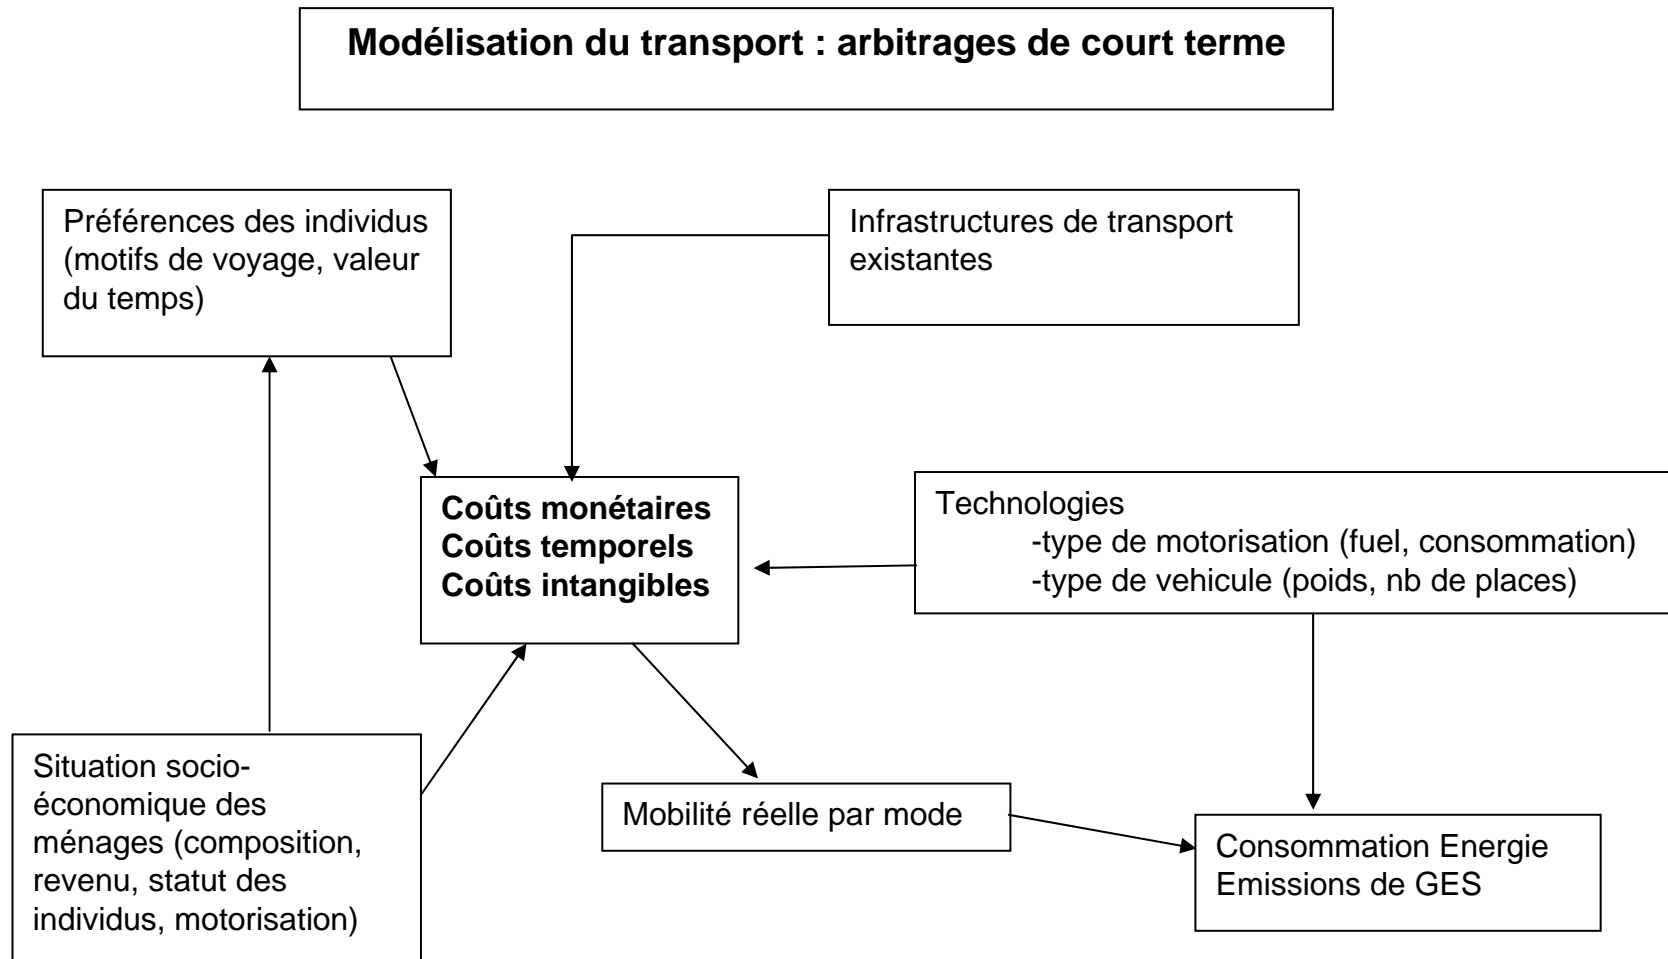 Modélisation du transport : arbitrages de court terme
Préférences des individus
(motifs de voyage, valeur
du temps)
Infrastructures de transport
existantes
Coûts monétaires
Coûts temporels
Coûts intangibles
Technologies
-type de motorisation (fuel, consommation)
-type de vehicule (poids, nb de places)
Situation socio-
économique des
ménages (composition,
revenu, statut des
individus, motorisation)
Mobilité réelle par mode
Consommation Energie
Emissions de GES